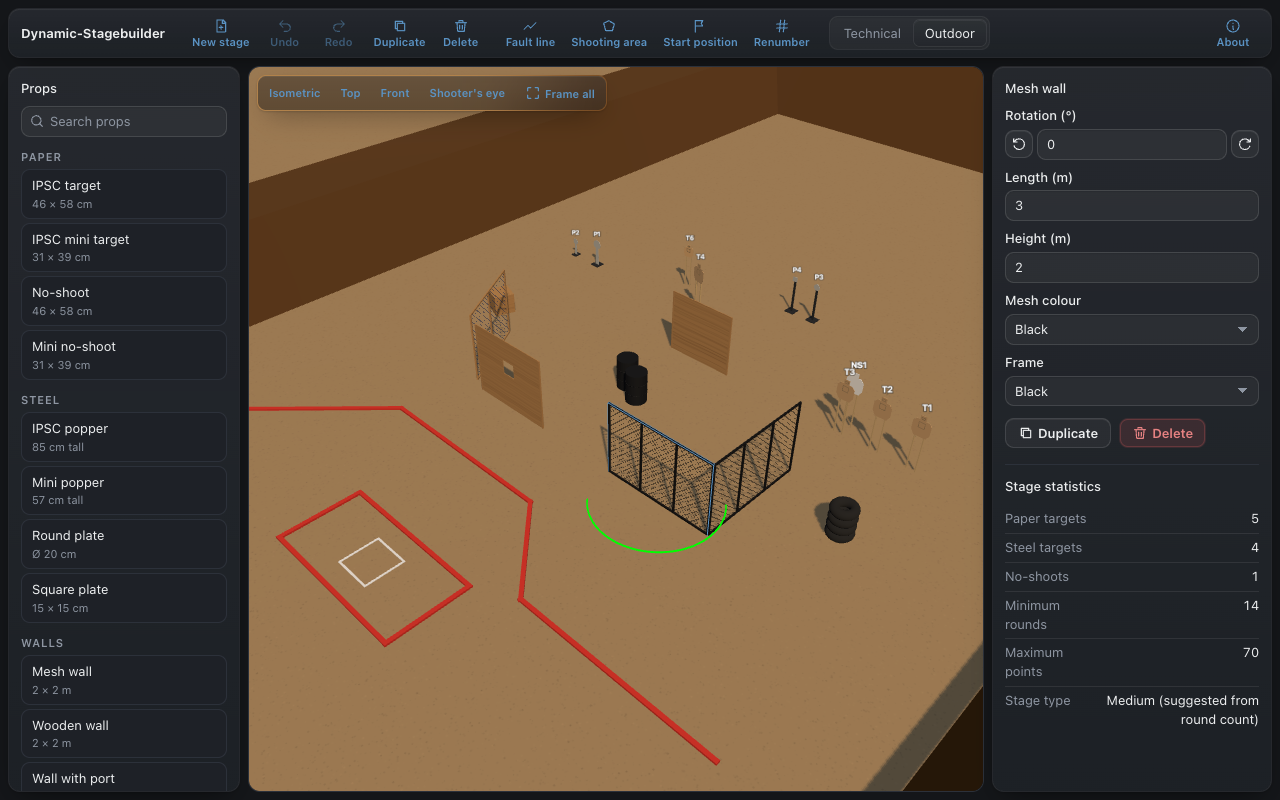 Dynamic-Stagebuilder
New stage
Undo
Redo
Duplicate
Delete
Fault line
Shooting area
Start position
Renumber
Technical
Outdoor
About
Props
Search props
PAPER
IPSC target
46 × 58 cm
IPSC mini target
31 × 39 cm
No-shoot
46 × 58 cm
Mini no-shoot
31 × 39 cm
STEEL
IPSC popper
85 cm tall
Mini popper
57 cm tall
Round plate
Ø 20 cm
Square plate
15 × 15 cm
WALLS
Mesh wall
2 × 2 m
Wooden wall
2 × 2 m
Wall with port
Isometric
Top
Front
Shooter's eye
Frame all
P2
P1
T4
P4
P3
NS1
T3
T2
T1
Mesh wall
Rotation (°)
0
Length (m)
3
Height (m)
2
Mesh colour
Black
Frame
Black
Duplicate
Delete
Stage statistics
Paper targets 5
Steel targets 4
No-shoots 1
Minimum rounds 14
Maximum points 70
Stage type Medium (suggested from round count)